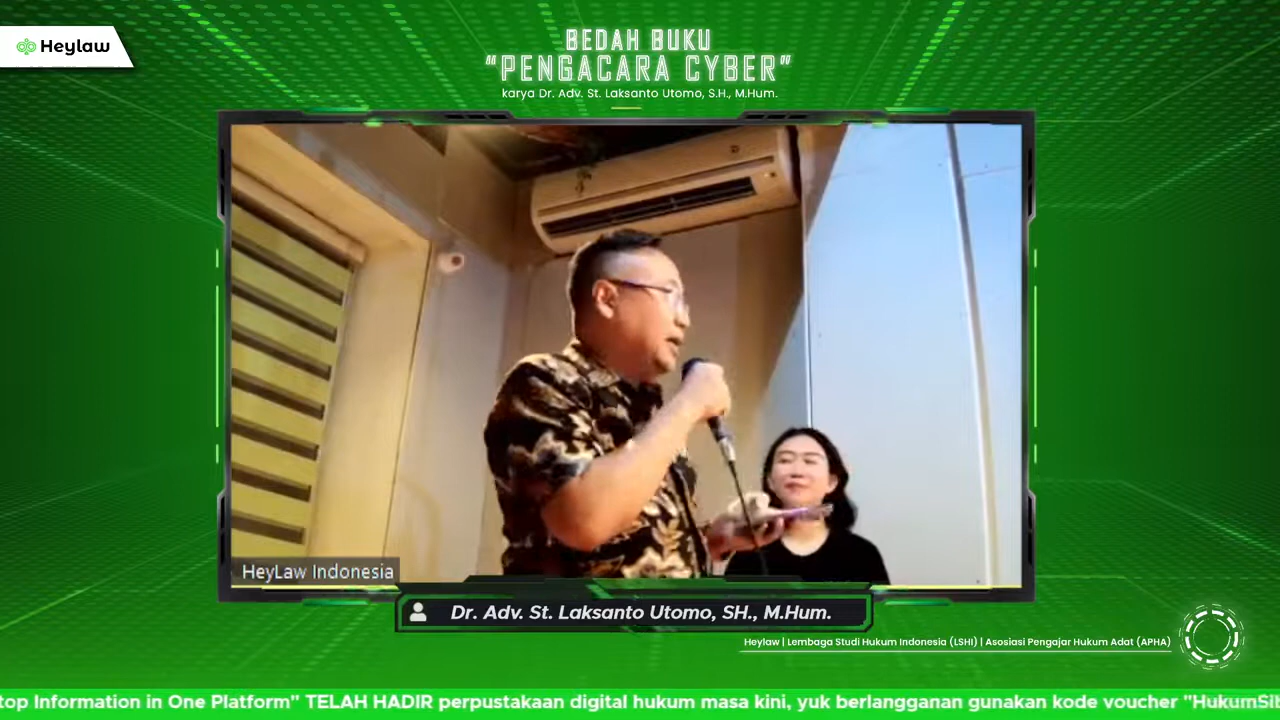 Heylaw
BEDAH BUKU
"PENGACARA CYBER"
karya Dr. Adv. St. Laksanto Utomo, S.H., M.Hum.
HeyLaw Indonesia
Dr. Adv. St. Laksanto Utomo, SH., M.Hum.
Heylaw | Lembaga Studi Hukum Indonesia (LSHI) | Asosiasi Pengajar Hukum Adat (APHA)
top Information in One Platform" TELAH HADIR perpustakaan digital hukum masa kini, yuk berlangganan gunakan kode voucher "HukumSi